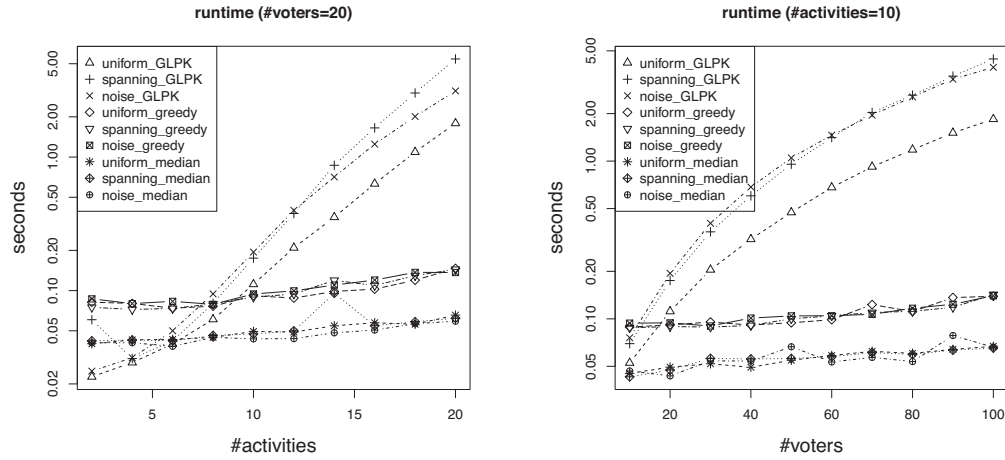 runtime (#voters=20)
5.00
2.00
1.00
0.50
0.20
0.10
0.05
0.02
seconds
uniform_GLPK
spanning_GLPK
noise_GLPK
uniform_greedy
spanning_greedy
noise_greedy
uniform_median
spanning_median
noise_median
5
10
15
20
#activities
runtime (#activities=10)
5.00
2.00
1.00
0.50
0.20
0.10
0.05
seconds
uniform_GLPK
spanning_GLPK
noise_GLPK
uniform_greedy
spanning_greedy
noise_greedy
uniform_median
spanning_median
noise_median
20
40
60
80
100
#voters